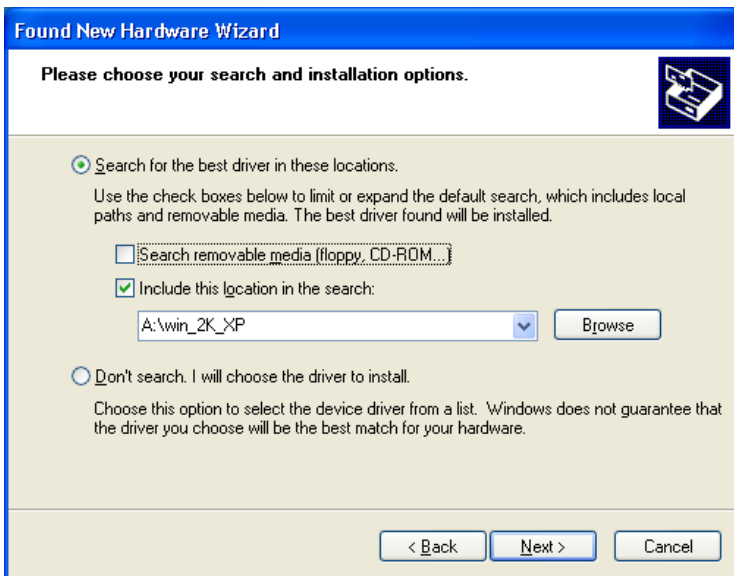 Found New Hardware Wizard
Please choose your search and installation options.
Search for the best driver in these locations.
Use the check boxes below to limit or expand the default search, which includes local
paths and removable media. The best driver found will be installed.
Search removable media (floppy, CD-ROM...)
Include this location in the search:
A:\win_2K_XP
Browse
Don't search. I will choose the driver to install.
Choose this option to select the device driver from a list. Windows does not guarantee that
the driver you choose will be the best match for your hardware.
< Back
Next >
Cancel